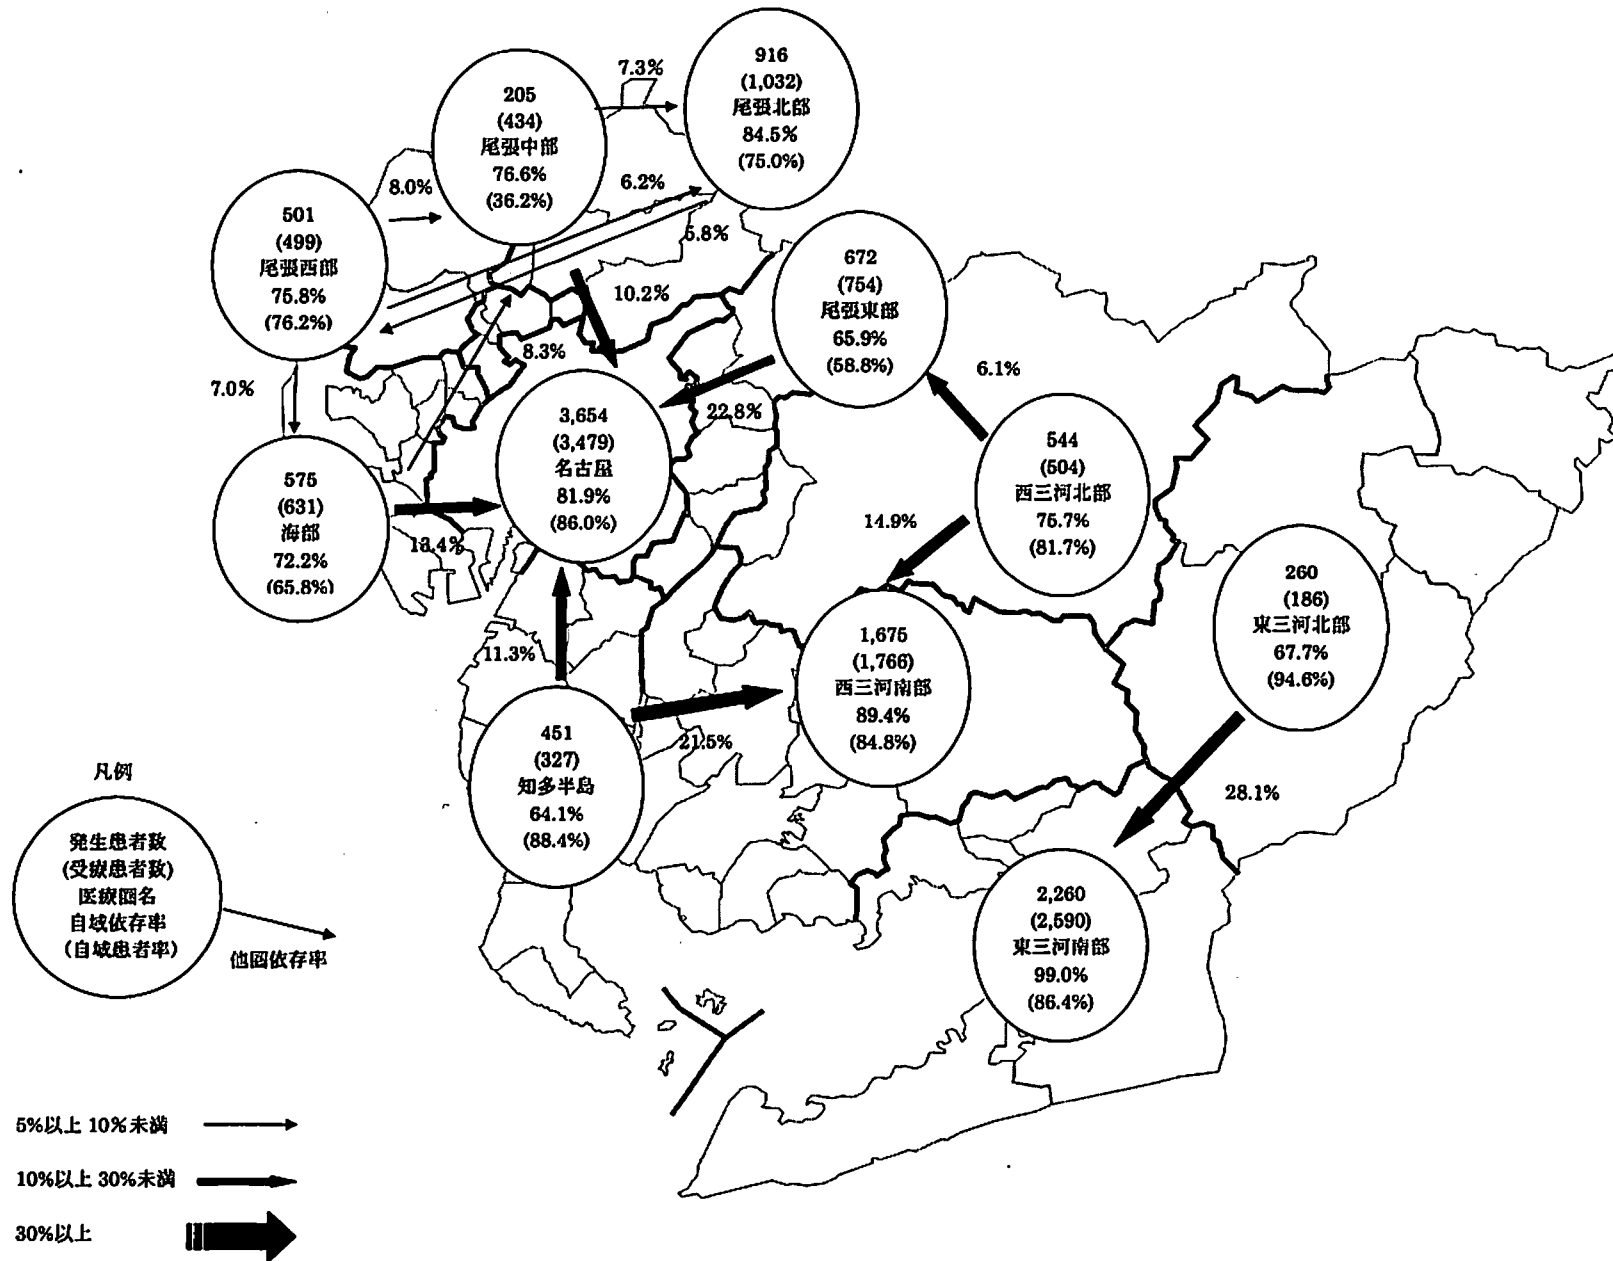 916
(1,032)
尾張北部
84.5%
(75.0%)
7.3%
205
(434)
尾張中部
76.6%
(36.2%)
8.0%
6.2%
5.8%
501
(499)
尾張西部
75.8%
(76.2%)
672
(754)
尾張東部
65.9%
(58.8%)
10.2%
8.3%
7.0%
22.8%
6.1%
3,654
(3,479)
名古屋
81.9%
(86.0%)
544
(504)
西三河北部
75.7%
(81.7%)
575
(631)
海部
72.2%
(65.8%)
13.4%
14.9%
260
(186)
東三河北部
67.7%
(94.6%)
11.3%
1,675
(1,766)
西三河南部
89.4%
(84.8%)
21.5%
451
(327)
知多半島
64.1%
(88.4%)
28.1%
2,260
(2,590)
東三河南部
99.0%
(86.4%)
凡例
発生患者数
(受療患者数)
医療圏名
自域依存率
(自域患者率)
他圏依存率
5%以上 10%未満
10%以上 30%未満
30%以上